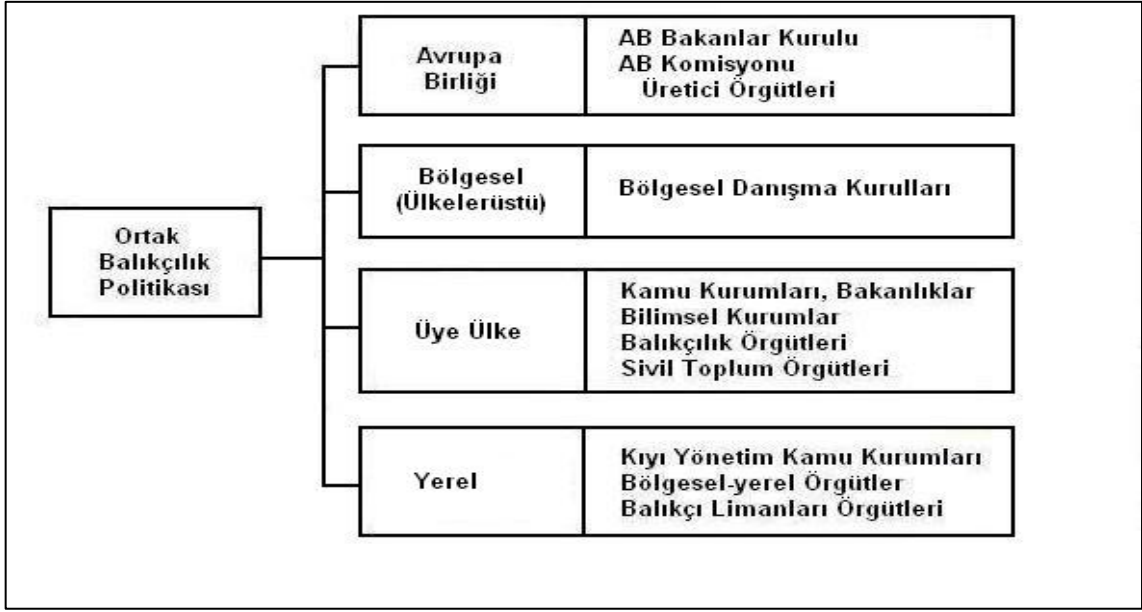 Ortak
Balıkçılık
Politikası
Avrupa
Birliği
AB Bakanlar Kurulu
AB Komisyonu
Üretici Örgütleri
Bölgesel
(Ülkelerüstü)
Bölgesel Danışma Kurulları
Üye Ülke
Kamu Kurumları, Bakanlıklar
Bilimsel Kurumlar
Balıkçılık Örgütleri
Sivil Toplum Örgütleri
Yerel
Kıyı Yönetim Kamu Kurumları
Bölgesel-yerel Örgütler
Balıkçı Limanları Örgütleri